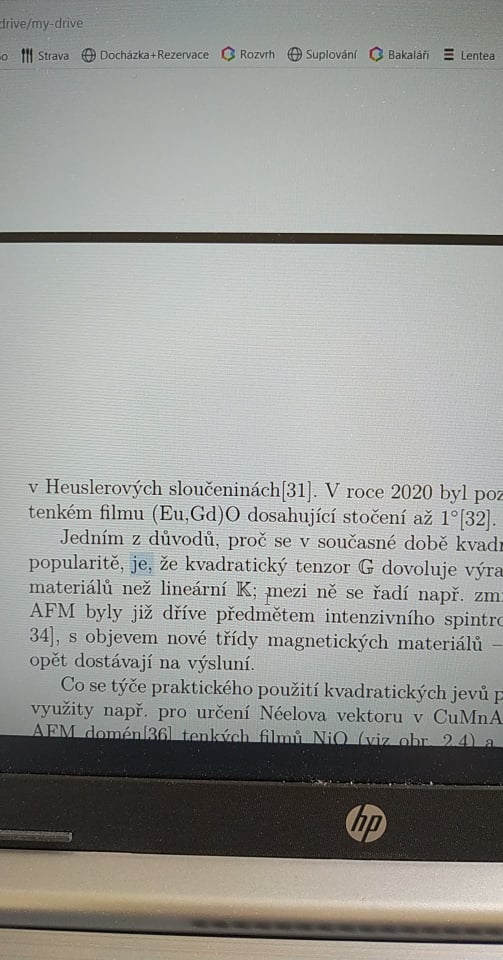 drive/my-drive
Strava Docházka+Rezervace Rozvrh Suplování Bakaláři Lentea
v Heuslerových sloučeninách[31]. V roce 2020 byl poz
tenkém filmu (Eu,Gd)O dosahující stočení až 1°[32].
Jedním z důvodů, proč se v současné době kvadr
popularitě, je, že kvadratický tenzor 𝔾 dovoluje výra
materiálů než lineární 𝕂; mezi ně se řadí např. zmi
AFM byly již dříve předmětem intenzivního spintro
34], s objevem nové třídy magnetických materiálů –
opět dostávají na výsluní.
Co se týče praktického použití kvadratických jevů p
využity např. pro určení Néelova vektoru v CuMnA
AFM domén[36] tenkých filmů NiO (viz obr. 2.4) a
hp